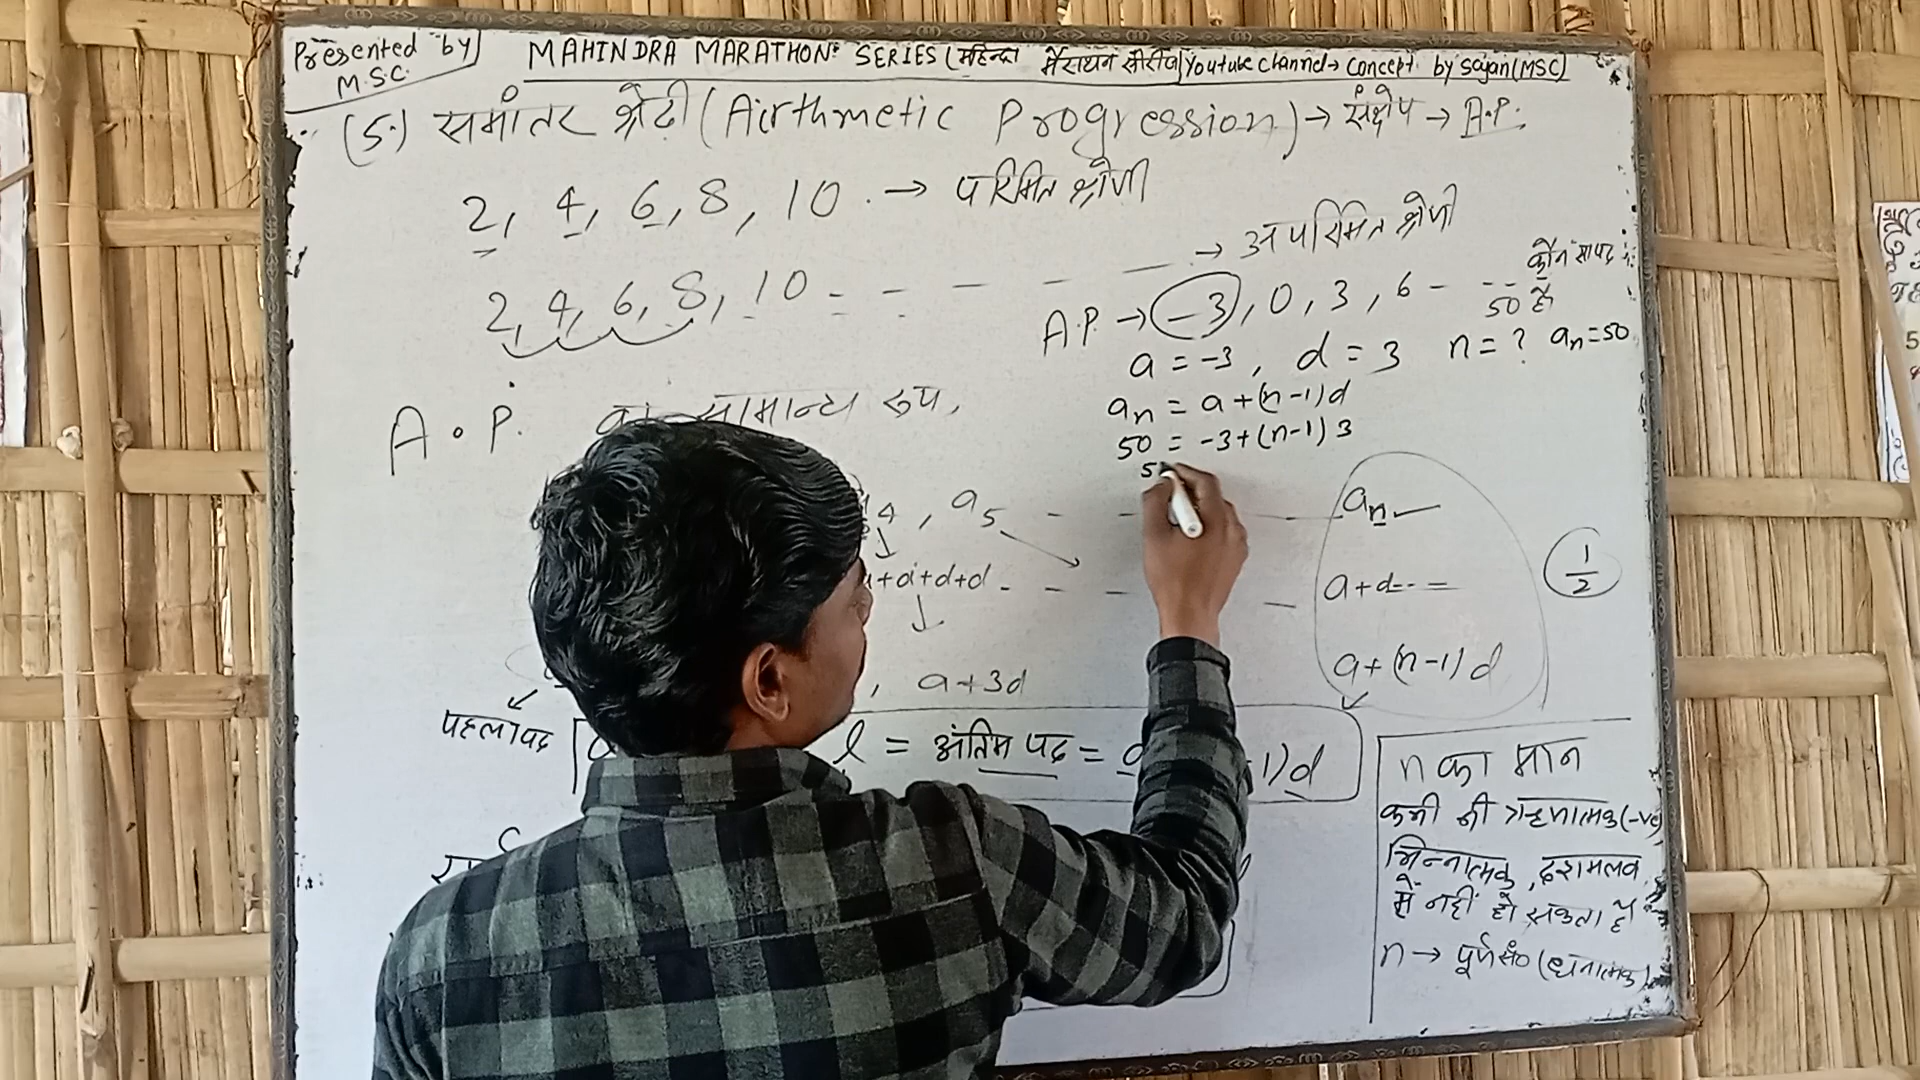 Presented by
M.S.C.
MAHINDRA MARATHON SERIES (महिन्द्रा मैराथन सीरीज) Youtube channel → Concept by Sajan (MSC)
(5.) समांतर श्रेढ़ी (Airthmetic Progression) → संक्षेप → A.P.
2, 4, 6, 8, 10. → परिमित श्रेणी
→ अपरिमित श्रेणी
2, 4, 6, 8, 10 - - - - -
A.P. → -3, 0, 3, 6 - - - कौन सा पद
50 है
a = -3, d = 3 n = ? an = 50
an = a + (n-1)d
50 = -3 + (n-1) 3
5
A.P. का सामान्य रूप,
4, a5 - - - an
+d+d+d - - - a+d-- =
1/2
, a+3d a + (n-1) d
पहला पद
l = अंतिम पद = -1)d
n का मान
कभी भी ऋणात्मक (-ve)
भिन्नात्मक, दशमलव
में नहीं हो सकता है
n → पूर्ण सं० (धनात्मक)